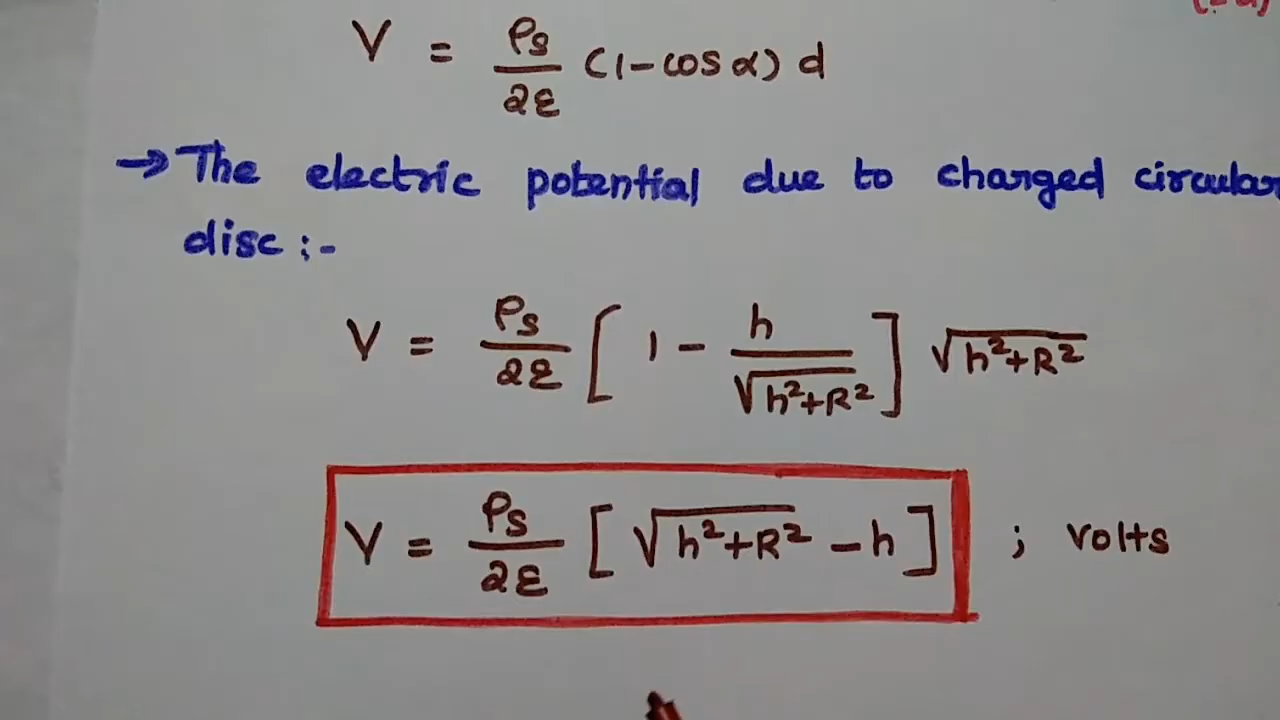 V = ρs/2ε (1-cosα) d
→ The electric potential due to charged circular
disc :-
V = ρs/2ε [ 1 - h/√h²+R² ] √h²+R²
V = ρs/2ε [ √h²+R² - h ] ; volts